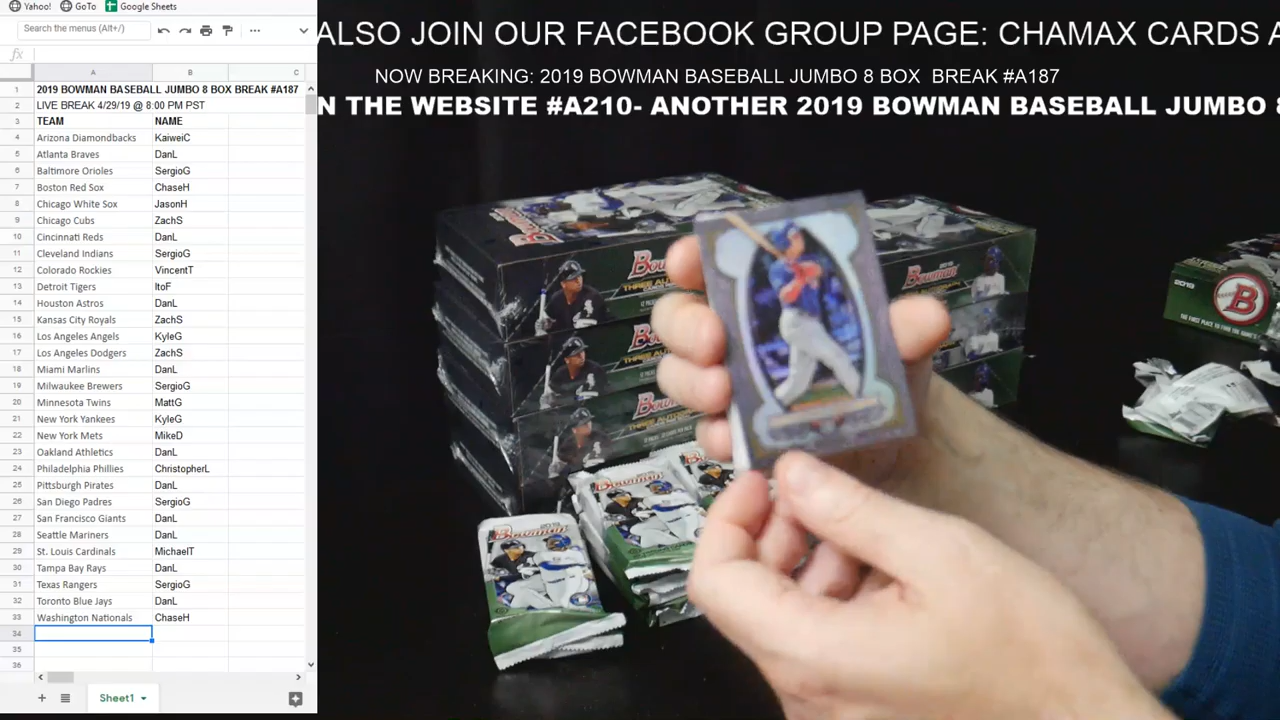 Yahoo!
GoTo
Google Sheets
Search the menus (Alt+/)
fx
A B C
1 2019 BOWMAN BASEBALL JUMBO 8 BOX BREAK #A187
2 LIVE BREAK 4/29/19 @ 8:00 PM PST
3 TEAM NAME
4 Arizona Diamondbacks KaiweiC
5 Atlanta Braves DanL
6 Baltimore Orioles SergioG
7 Boston Red Sox ChaseH
8 Chicago White Sox JasonH
9 Chicago Cubs ZachS
10 Cincinnati Reds DanL
11 Cleveland Indians SergioG
12 Colorado Rockies VincentT
13 Detroit Tigers ItoF
14 Houston Astros DanL
15 Kansas City Royals ZachS
16 Los Angeles Angels KyleG
17 Los Angeles Dodgers ZachS
18 Miami Marlins DanL
19 Milwaukee Brewers SergioG
20 Minnesota Twins MattG
21 New York Yankees KyleG
22 New York Mets MikeD
23 Oakland Athletics DanL
24 Philadelphia Phillies ChristopherL
25 Pittsburgh Pirates DanL
26 San Diego Padres SergioG
27 San Francisco Giants DanL
28 Seattle Mariners DanL
29 St. Louis Cardinals MichaelT
30 Tampa Bay Rays DanL
31 Texas Rangers SergioG
32 Toronto Blue Jays DanL
33 Washington Nationals ChaseH
34
35
36
Sheet1
ALSO JOIN OUR FACEBOOK GROUP PAGE: CHAMAX CARDS A
NOW BREAKING: 2019 BOWMAN BASEBALL JUMBO 8 BOX BREAK #A187
N THE WEBSITE #A210- ANOTHER 2019 BOWMAN BASEBALL JUMBO 8
Bowman
THREE AUTO
Bowman
2019
B
Bowman
Bowman